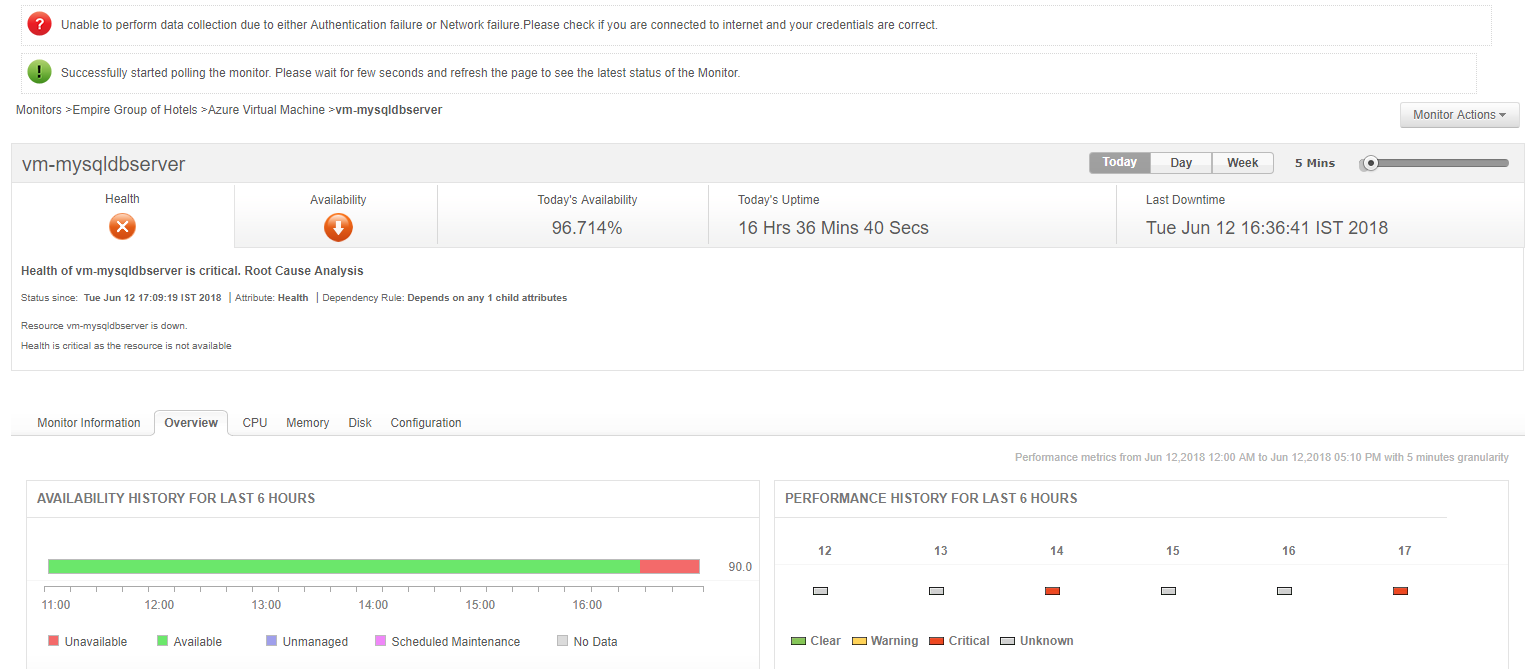 Unable to perform data collection due to either Authentication failure or Network failure.Please check if you are connected to internet and your credentials are correct.
Successfully started polling the monitor. Please wait for few seconds and refresh the page to see the latest status of the Monitor.
Monitors >Empire Group of Hotels >Azure Virtual Machine >vm-mysqldbserver
Monitor Actions
vm-mysqldbserver
Today Day Week 5 Mins
Health Availability Today's Availability Today's Uptime Last Downtime
96.714% 16 Hrs 36 Mins 40 Secs Tue Jun 12 16:36:41 IST 2018
Health of vm-mysqldbserver is critical. Root Cause Analysis
Status since: Tue Jun 12 17:09:19 IST 2018 | Attribute: Health | Dependency Rule: Depends on any 1 child attributes
Resource vm-mysqldbserver is down.
Health is critical as the resource is not available
Monitor Information Overview CPU Memory Disk Configuration
Performance metrics from Jun 12,2018 12:00 AM to Jun 12,2018 05:10 PM with 5 minutes granularity
AVAILABILITY HISTORY FOR LAST 6 HOURS
90.0
11:00 12:00 13:00 14:00 15:00 16:00
Unavailable Available Unmanaged Scheduled Maintenance No Data
PERFORMANCE HISTORY FOR LAST 6 HOURS
12 13 14 15 16 17
Clear Warning Critical Unknown